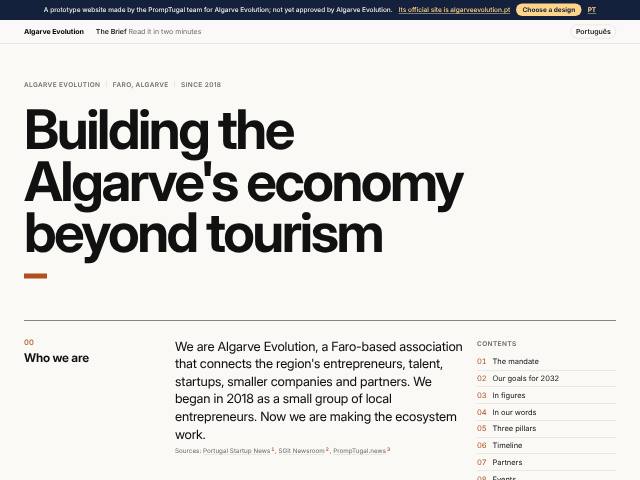 A prototype website made by the PrompTugal team for Algarve Evolution; not yet approved by Algarve Evolution. Its official site is algarveevolution.pt Choose a design PT
Algarve Evolution The Brief Read it in two minutes Português
ALGARVE EVOLUTION FARO, ALGARVE SINCE 2018
Building the
Algarve's economy
beyond tourism
00
Who we are
We are Algarve Evolution, a Faro-based association
that connects the region's entrepreneurs, talent,
startups, smaller companies and partners. We
began in 2018 as a small group of local
entrepreneurs. Now we are making the ecosystem
work.
Sources: Portugal Startup News 1, SGit Newsroom 2, PrompTugal.news 3
CONTENTS
01 The mandate
02 Our goals for 2032
03 In figures
04 In our words
05 Three pillars
06 Timeline
07 Partners
08 Events